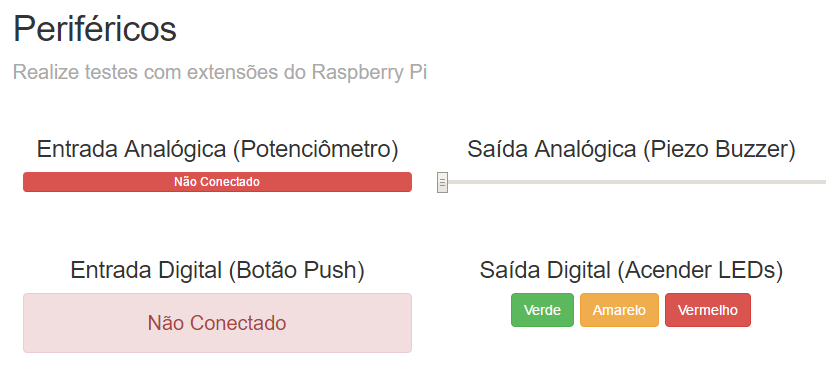 Periféricos
Realize testes com extensões do Raspberry Pi
Entrada Analógica (Potenciômetro)
Não Conectado
Saída Analógica (Piezo Buzzer)
Entrada Digital (Botão Push)
Não Conectado
Saída Digital (Acender LEDs)
Verde Amarelo Vermelho